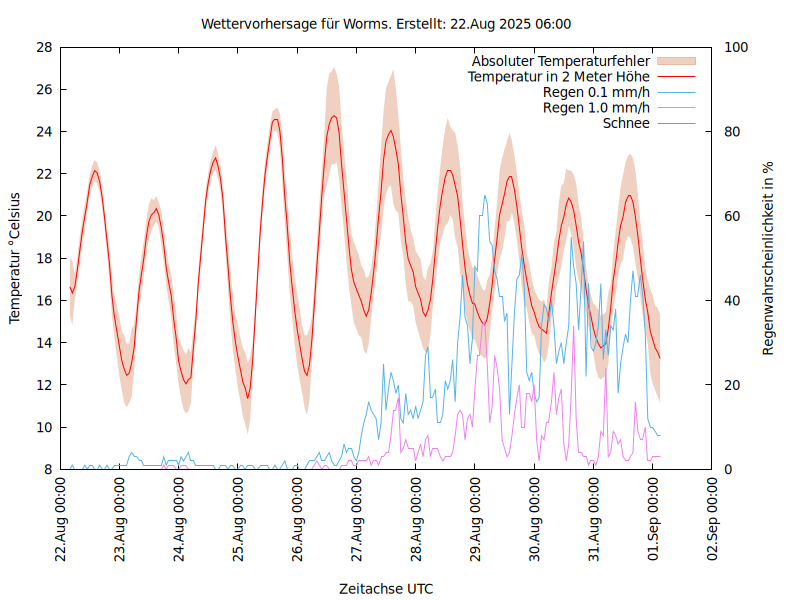 Wettervorhersage für Worms. Erstellt: 22.Aug 2025 06:00
28
26
24
22
20
18
16
14
12
10
8
100
80
60
40
20
0
Absoluter Temperaturfehler
Temperatur in 2 Meter Höhe
Regen 0.1 mm/h
Regen 1.0 mm/h
Schnee
Temperatur °Celsius
Regenwahrscheinlichkeit in %
22.Aug 00:00
23.Aug 00:00
24.Aug 00:00
25.Aug 00:00
26.Aug 00:00
27.Aug 00:00
28.Aug 00:00
29.Aug 00:00
30.Aug 00:00
31.Aug 00:00
01.Sep 00:00
02.Sep 00:00
Zeitachse UTC